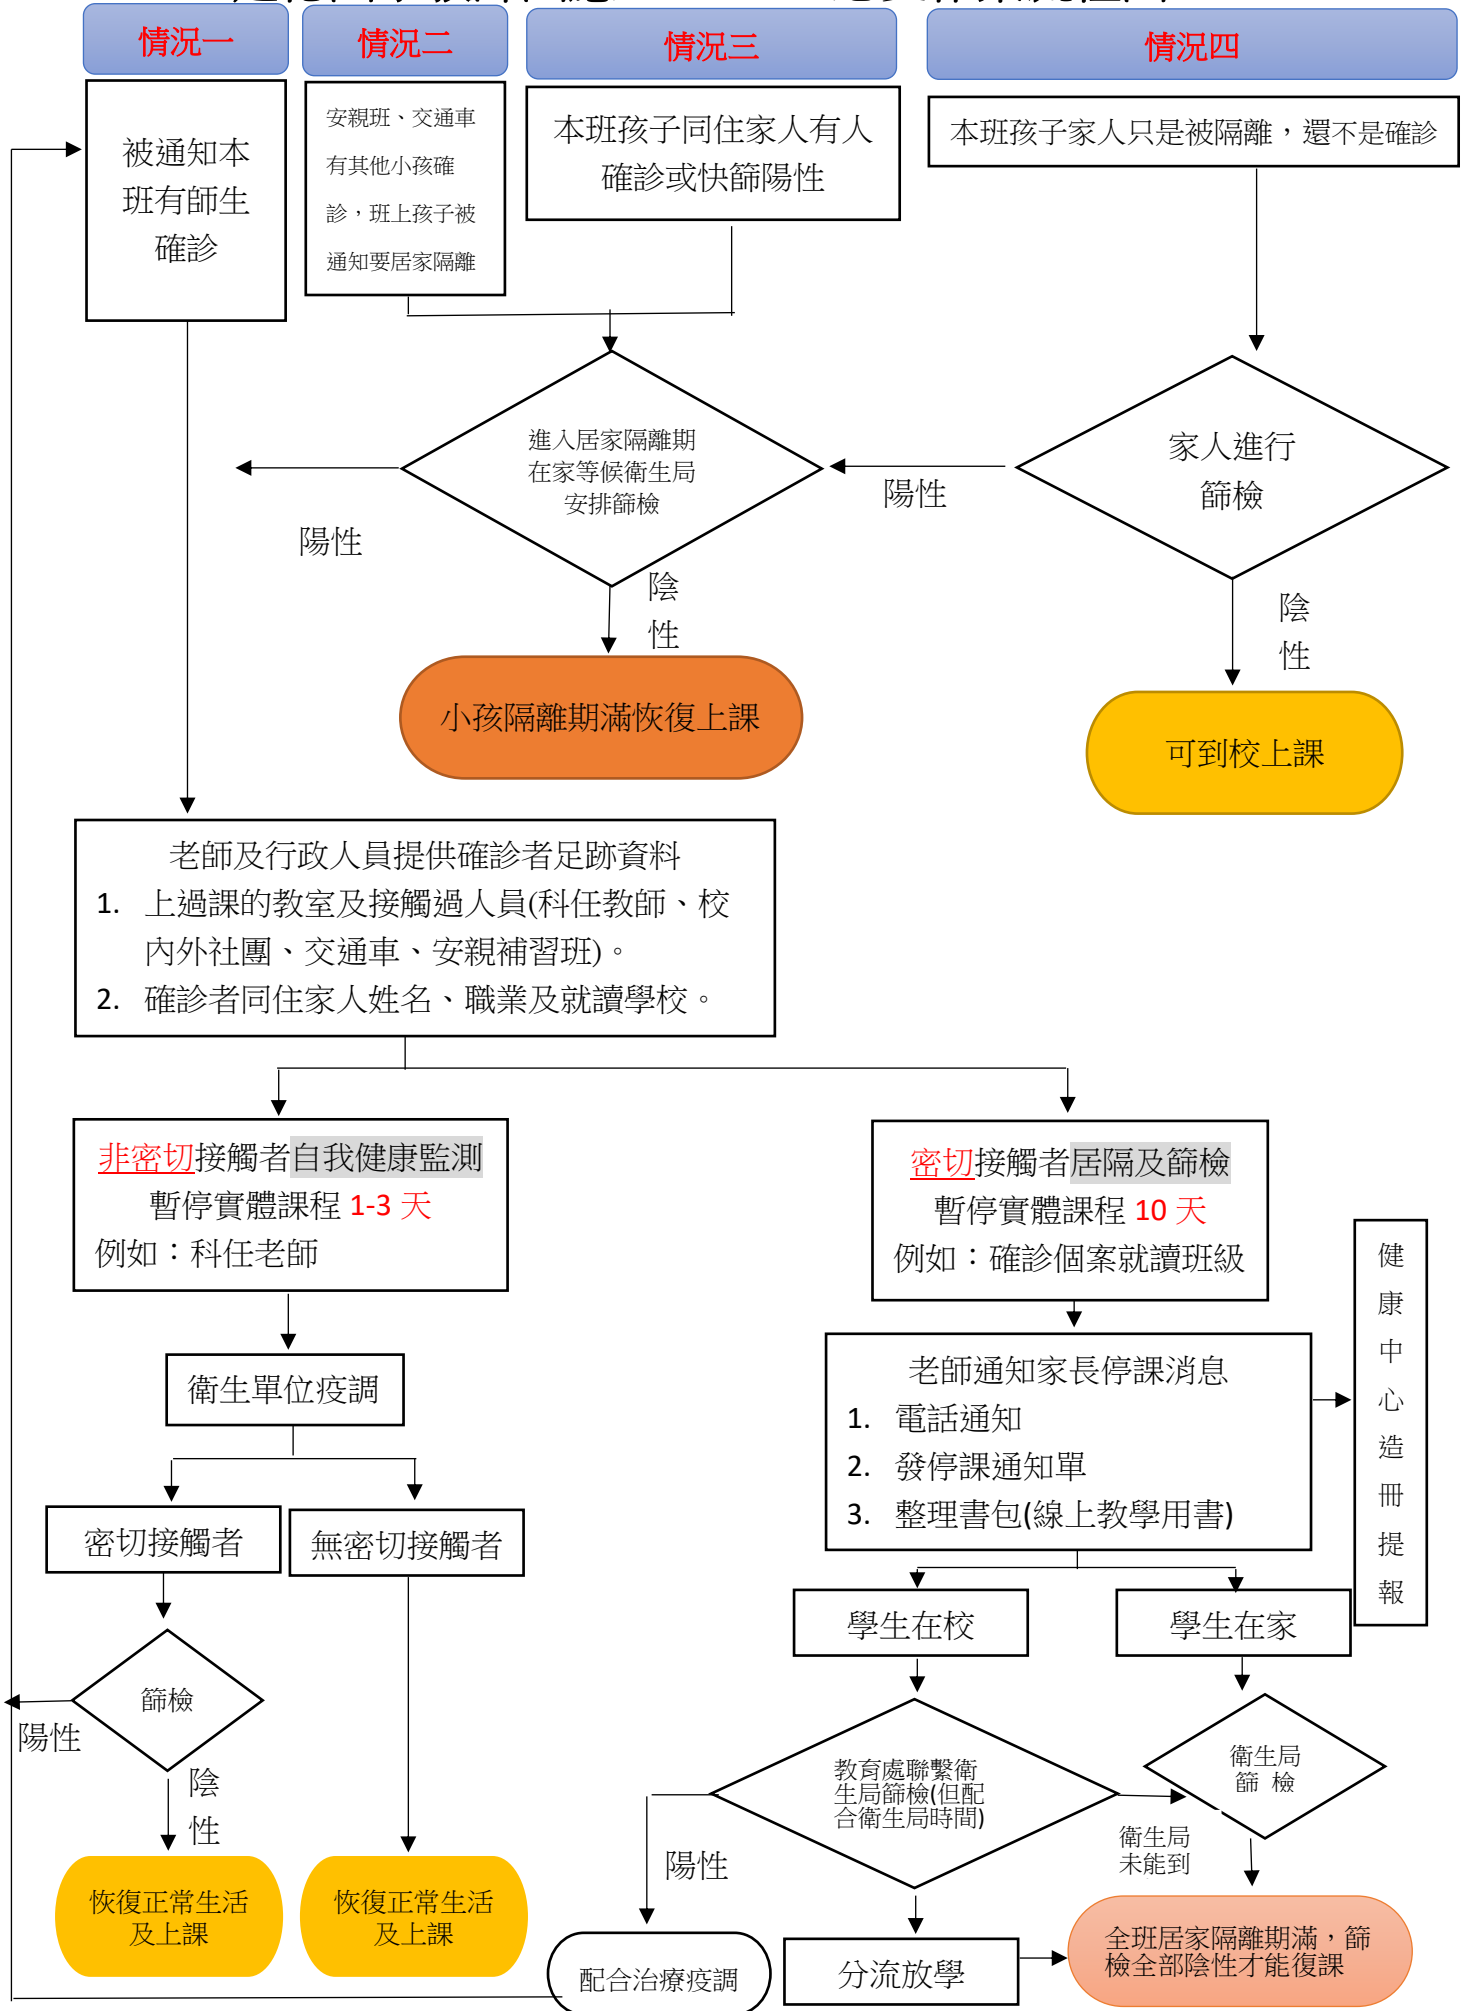 情況一
情況二
情況三
情況四
被通知本
班有師生
確診
安親班、交通車
有其他小孩確
診，班上孩子被
通知要居家隔離
本班孩子同住家人有人
確診或快篩陽性
本班孩子家人只是被隔離，還不是確診
進入居家隔離期
在家等候衛生局
安排篩檢
家人進行
篩檢
陽性
陽性
陰
性
陰
性
小孩隔離期滿恢復上課
可到校上課
老師及行政人員提供確診者足跡資料
1. 上過課的教室及接觸過人員(科任教師、校
內外社團、交通車、安親補習班)。
2. 確診者同住家人姓名、職業及就讀學校。
非密切接觸者自我健康監測
暫停實體課程 1-3 天
例如：科任老師
密切接觸者居隔及篩檢
暫停實體課程 10 天
例如：確診個案就讀班級
健
康
中
心
造
冊
提
報
衛生單位疫調
老師通知家長停課消息
1. 電話通知
2. 發停課通知單
3. 整理書包(線上教學用書)
密切接觸者
無密切接觸者
學生在校
學生在家
篩檢
陽性
陰
性
教育處聯繫衛
生局篩檢(但配
合衛生局時間)
衛生局
篩 檢
陽性
衛生局
未能到
恢復正常生活
及上課
恢復正常生活
及上課
配合治療疫調
分流放學
全班居家隔離期滿，篩
檢全部陰性才能復課